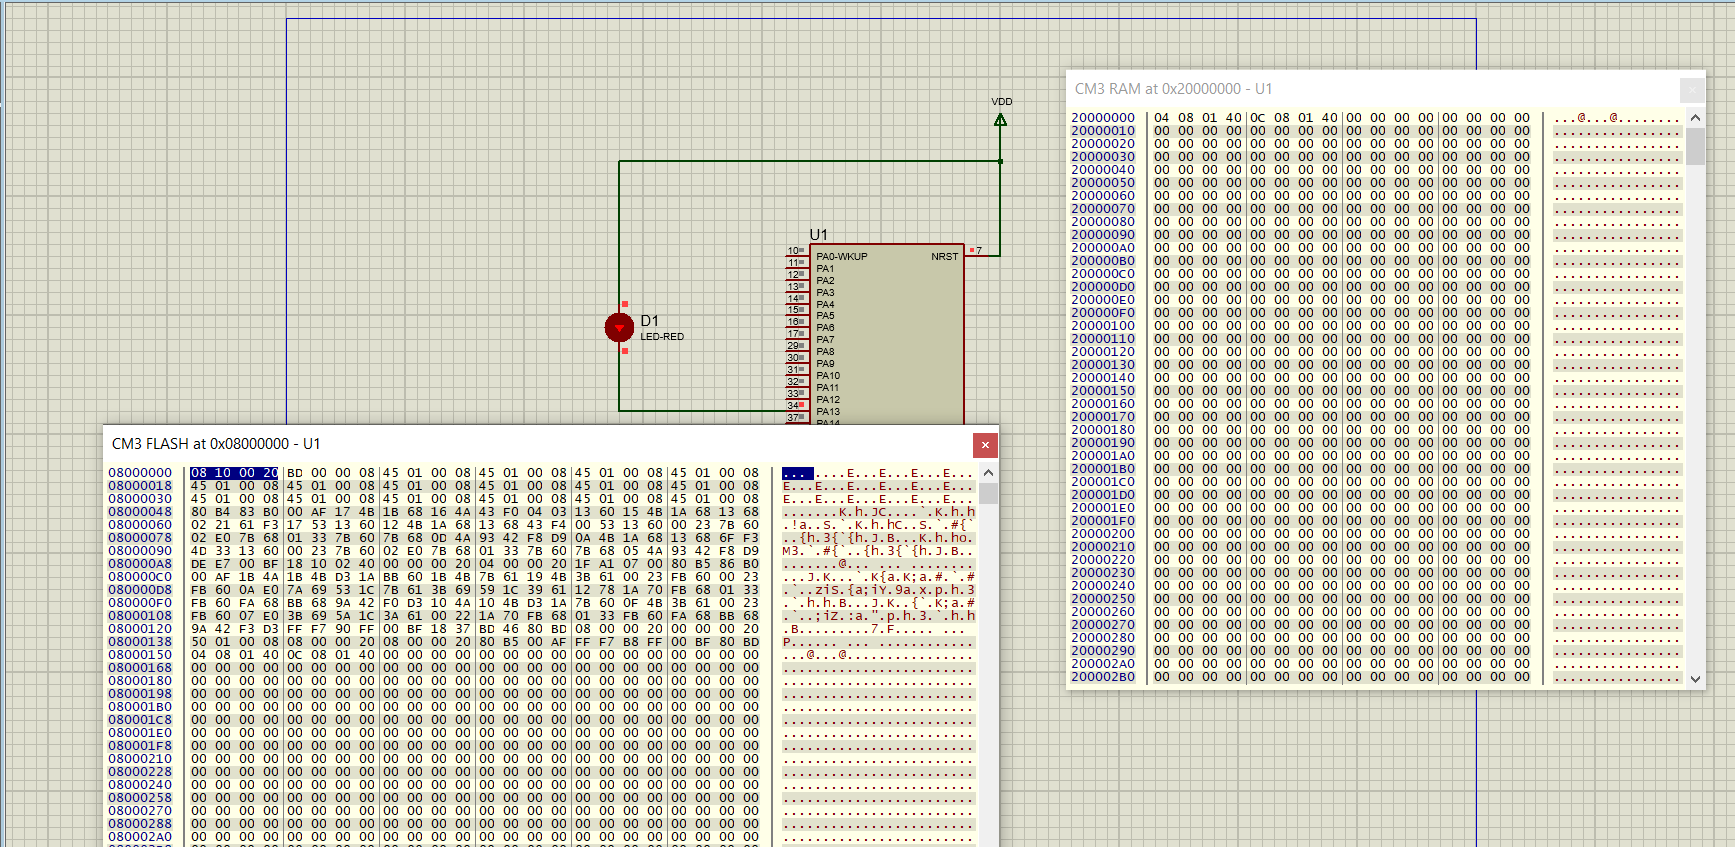 VDD
CM3 RAM at 0x20000000 - U1
20000000 04 08 01 40 0C 08 01 40 00 00 00 00 00 00 00 00 ...@...@........
20000010 00 00 00 00 00 00 00 00 00 00 00 00 00 00 00 00 ................
20000020 00 00 00 00 00 00 00 00 00 00 00 00 00 00 00 00 ................
20000030 00 00 00 00 00 00 00 00 00 00 00 00 00 00 00 00 ................
20000040 00 00 00 00 00 00 00 00 00 00 00 00 00 00 00 00 ................
20000050 00 00 00 00 00 00 00 00 00 00 00 00 00 00 00 00 ................
20000060 00 00 00 00 00 00 00 00 00 00 00 00 00 00 00 00 ................
20000070 00 00 00 00 00 00 00 00 00 00 00 00 00 00 00 00 ................
20000080 00 00 00 00 00 00 00 00 00 00 00 00 00 00 00 00 ................
20000090 00 00 00 00 00 00 00 00 00 00 00 00 00 00 00 00 ................
200000A0 00 00 00 00 00 00 00 00 00 00 00 00 00 00 00 00 ................
200000B0 00 00 00 00 00 00 00 00 00 00 00 00 00 00 00 00 ................
200000C0 00 00 00 00 00 00 00 00 00 00 00 00 00 00 00 00 ................
200000D0 00 00 00 00 00 00 00 00 00 00 00 00 00 00 00 00 ................
200000E0 00 00 00 00 00 00 00 00 00 00 00 00 00 00 00 00 ................
200000F0 00 00 00 00 00 00 00 00 00 00 00 00 00 00 00 00 ................
20000100 00 00 00 00 00 00 00 00 00 00 00 00 00 00 00 00 ................
20000110 00 00 00 00 00 00 00 00 00 00 00 00 00 00 00 00 ................
20000120 00 00 00 00 00 00 00 00 00 00 00 00 00 00 00 00 ................
20000130 00 00 00 00 00 00 00 00 00 00 00 00 00 00 00 00 ................
20000140 00 00 00 00 00 00 00 00 00 00 00 00 00 00 00 00 ................
20000150 00 00 00 00 00 00 00 00 00 00 00 00 00 00 00 00 ................
20000160 00 00 00 00 00 00 00 00 00 00 00 00 00 00 00 00 ................
20000170 00 00 00 00 00 00 00 00 00 00 00 00 00 00 00 00 ................
20000180 00 00 00 00 00 00 00 00 00 00 00 00 00 00 00 00 ................
20000190 00 00 00 00 00 00 00 00 00 00 00 00 00 00 00 00 ................
200001A0 00 00 00 00 00 00 00 00 00 00 00 00 00 00 00 00 ................
200001B0 00 00 00 00 00 00 00 00 00 00 00 00 00 00 00 00 ................
200001C0 00 00 00 00 00 00 00 00 00 00 00 00 00 00 00 00 ................
200001D0 00 00 00 00 00 00 00 00 00 00 00 00 00 00 00 00 ................
200001E0 00 00 00 00 00 00 00 00 00 00 00 00 00 00 00 00 ................
200001F0 00 00 00 00 00 00 00 00 00 00 00 00 00 00 00 00 ................
20000200 00 00 00 00 00 00 00 00 00 00 00 00 00 00 00 00 ................
20000210 00 00 00 00 00 00 00 00 00 00 00 00 00 00 00 00 ................
20000220 00 00 00 00 00 00 00 00 00 00 00 00 00 00 00 00 ................
20000230 00 00 00 00 00 00 00 00 00 00 00 00 00 00 00 00 ................
20000240 00 00 00 00 00 00 00 00 00 00 00 00 00 00 00 00 ................
20000250 00 00 00 00 00 00 00 00 00 00 00 00 00 00 00 00 ................
20000260 00 00 00 00 00 00 00 00 00 00 00 00 00 00 00 00 ................
20000270 00 00 00 00 00 00 00 00 00 00 00 00 00 00 00 00 ................
20000280 00 00 00 00 00 00 00 00 00 00 00 00 00 00 00 00 ................
20000290 00 00 00 00 00 00 00 00 00 00 00 00 00 00 00 00 ................
200002A0 00 00 00 00 00 00 00 00 00 00 00 00 00 00 00 00 ................
200002B0 00 00 00 00 00 00 00 00 00 00 00 00 00 00 00 00 ................
U1
10 PA0-WKUP NRST 7
11 PA1
12 PA2
13 PA3
14 PA4
15 PA5
16 PA6
17 PA7
29 PA8
30 PA9
31 PA10
32 PA11
33 PA12
34 PA13
37
D1
LED-RED
CM3 FLASH at 0x08000000 - U1
08000000 08 10 00 20 BD 00 00 08 45 01 00 08 45 01 00 08 45 01 00 08 45 01 00 08
08000018 45 01 00 08 45 01 00 08 45 01 00 08 45 01 00 08 45 01 00 08 45 01 00 08
08000030 45 01 00 08 45 01 00 08 45 01 00 08 45 01 00 08 45 01 00 08 45 01 00 08
08000048 80 B4 83 B0 00 AF 17 4B 1B 68 16 4A 43 F0 04 03 13 60 15 4B 1A 68 13 68
08000060 02 21 61 F3 17 53 13 60 12 4B 1A 68 13 68 43 F4 00 53 13 60 00 23 7B 60
08000078 02 E0 7B 68 01 33 7B 60 7B 68 0D 4A 93 42 F8 D9 0A 4B 1A 68 13 68 6F F3
08000090 4D 33 13 60 00 23 7B 60 02 E0 7B 68 01 33 7B 60 7B 68 05 4A 93 42 F8 D9
080000A8 DE E7 00 BF 18 10 02 40 00 00 00 20 04 00 00 20 1F A1 07 00 80 B5 86 B0
080000C0 00 AF 1B 4A 1B 4B D3 1A BB 60 1B 4B 7B 61 19 4B 3B 61 00 23 FB 60 00 23
080000D8 FB 60 0A E0 7A 69 53 1C 7B 61 3B 69 59 1C 39 61 12 78 1A 70 FB 68 01 33
080000F0 FB 60 FA 68 BB 68 9A 42 F0 D3 10 4A 10 4B D3 1A 7B 60 0F 4B 3B 61 00 23
08000108 FB 60 07 E0 3B 69 5A 1C 3A 61 00 22 1A 70 FB 68 01 33 FB 60 FA 68 BB 68
08000120 9A 42 F3 D3 FF F7 90 FF 00 BF 18 37 BD 46 80 BD 08 00 00 20 00 00 00 20
08000138 50 01 00 08 08 00 00 20 08 00 00 20 80 B5 00 AF FF F7 B8 FF 00 BF 80 BD
08000150 04 08 01 40 0C 08 01 40 00 00 00 00 00 00 00 00 00 00 00 00 00 00 00 00
08000168 00 00 00 00 00 00 00 00 00 00 00 00 00 00 00 00 00 00 00 00 00 00 00 00
08000180 00 00 00 00 00 00 00 00 00 00 00 00 00 00 00 00 00 00 00 00 00 00 00 00
08000198 00 00 00 00 00 00 00 00 00 00 00 00 00 00 00 00 00 00 00 00 00 00 00 00
080001B0 00 00 00 00 00 00 00 00 00 00 00 00 00 00 00 00 00 00 00 00 00 00 00 00
080001C8 00 00 00 00 00 00 00 00 00 00 00 00 00 00 00 00 00 00 00 00 00 00 00 00
080001E0 00 00 00 00 00 00 00 00 00 00 00 00 00 00 00 00 00 00 00 00 00 00 00 00
080001F8 00 00 00 00 00 00 00 00 00 00 00 00 00 00 00 00 00 00 00 00 00 00 00 00
08000210 00 00 00 00 00 00 00 00 00 00 00 00 00 00 00 00 00 00 00 00 00 00 00 00
08000228 00 00 00 00 00 00 00 00 00 00 00 00 00 00 00 00 00 00 00 00 00 00 00 00
08000240 00 00 00 00 00 00 00 00 00 00 00 00 00 00 00 00 00 00 00 00 00 00 00 00
08000258 00 00 00 00 00 00 00 00 00 00 00 00 00 00 00 00 00 00 00 00 00 00 00 00
08000270 00 00 00 00 00 00 00 00 00 00 00 00 00 00 00 00 00 00 00 00 00 00 00 00
08000288 00 00 00 00 00 00 00 00 00 00 00 00 00 00 00 00 00 00 00 00 00 00 00 00
080002A0 00 00 00 00 00 00 00 00 00 00 00 00 00 00 00 00 00 00 00 00 00 00 00 00